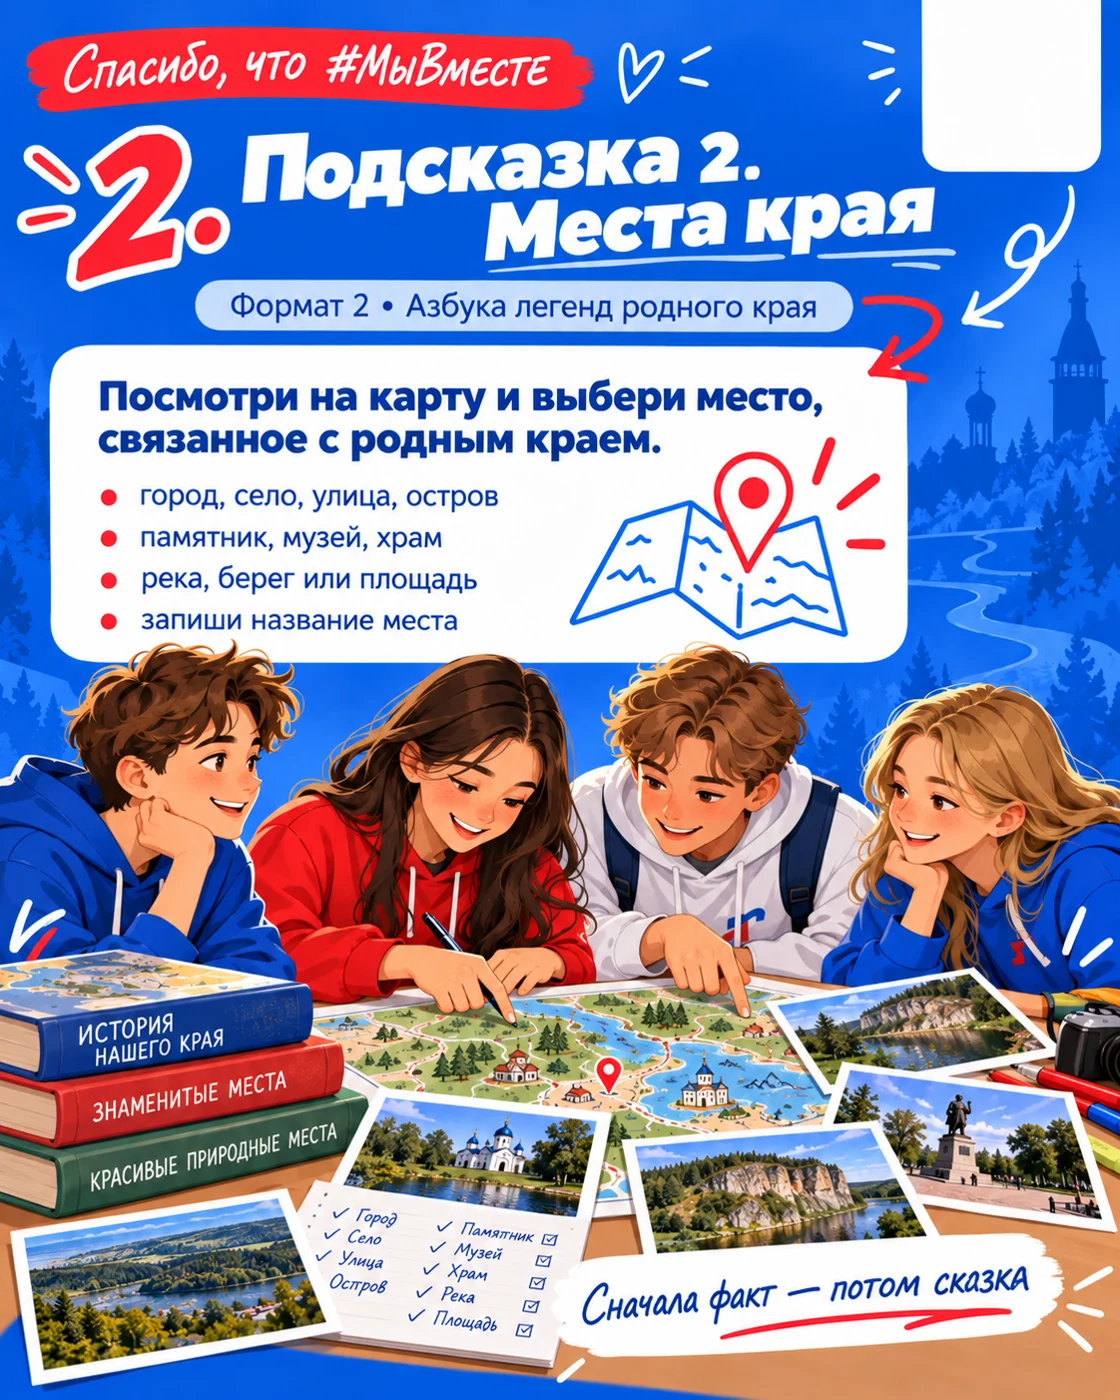 Спасибо, что #МыВместе
2.
Подсказка 2.
Места края
Формат 2 • Азбука легенд родного края
Посмотри на карту и выбери место,
связанное с родным краем.
• город, село, улица, остров
• памятник, музей, храм
• река, берег или площадь
• запиши название места
ИСТОРИЯ
НАШЕГО КРАЯ
ЗНАМЕНИТЫЕ МЕСТА
КРАСИВЫЕ ПРИРОДНЫЕ МЕСТА
✓ Город
✓ Село
✓ Улица
Остров
✓ Памятник ☑
✓ Музей ☑
✓ Храм ☑
✓ Река ☑
✓ Площадь ☑
Сначала факт — потом сказка